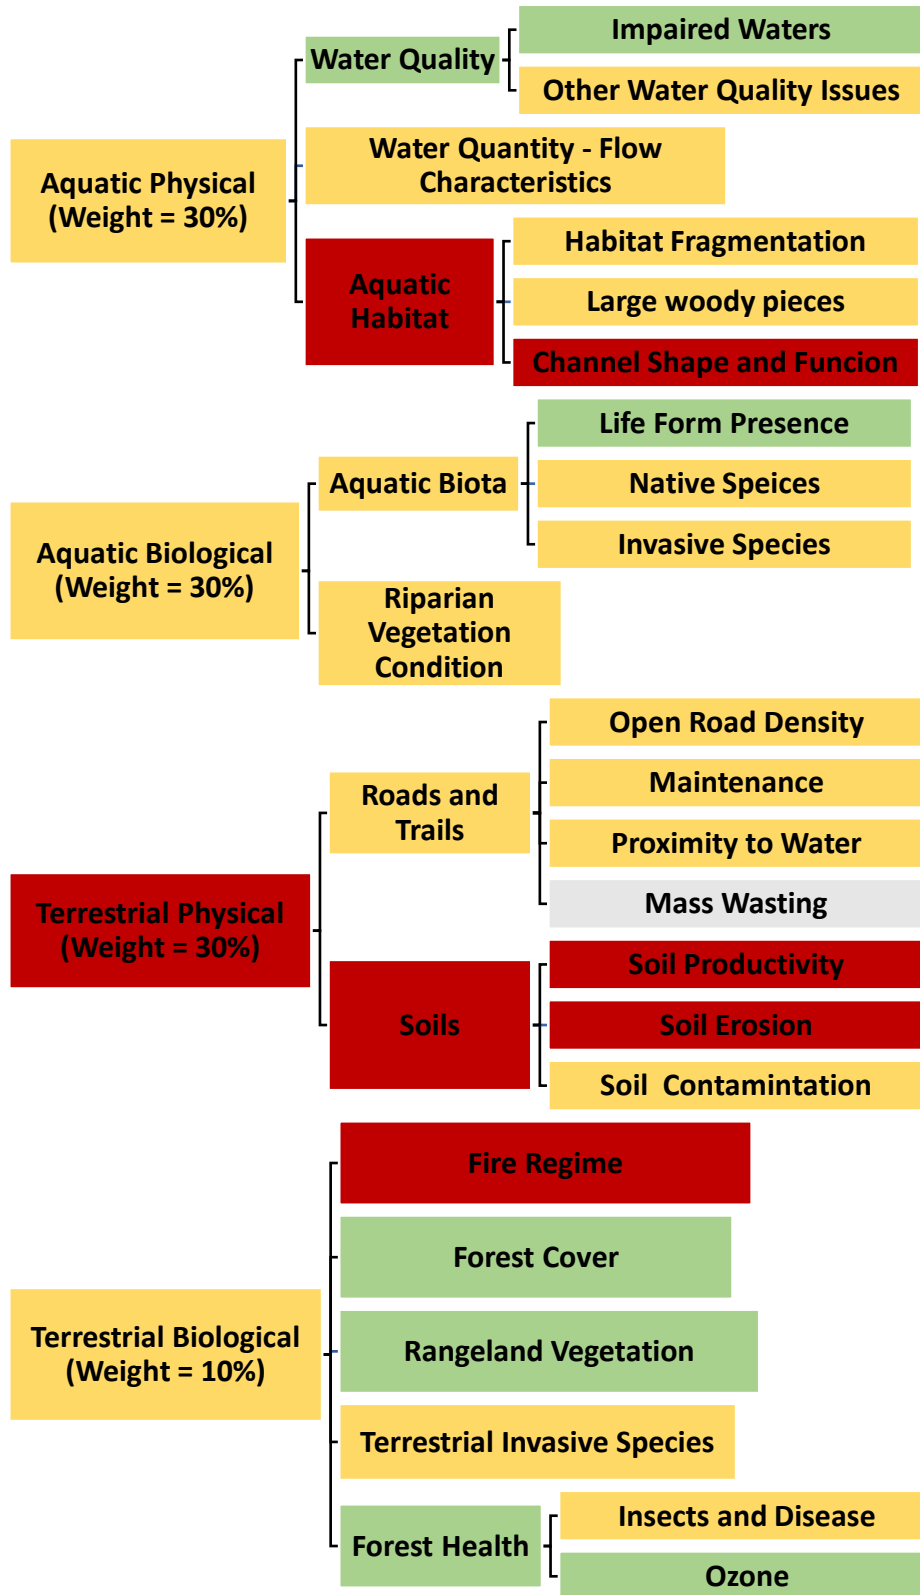 Aquatic Physical
(Weight = 30%)
Water Quality
Impaired Waters
Other Water Quality Issues
Water Quantity - Flow
Characteristics
Aquatic
Habitat
Habitat Fragmentation
Large woody pieces
Channel Shape and Funcion
Aquatic Biological
(Weight = 30%)
Aquatic Biota
Life Form Presence
Native Speices
Invasive Species
Riparian
Vegetation
Condition
Terrestrial Physical
(Weight = 30%)
Roads and
Trails
Open Road Density
Maintenance
Proximity to Water
Mass Wasting
Soils
Soil Productivity
Soil Erosion
Soil  Contamintation
Terrestrial Biological
(Weight = 10%)
Fire Regime
Forest Cover
Rangeland Vegetation
Terrestrial Invasive Species
Forest Health
Insects and Disease
Ozone